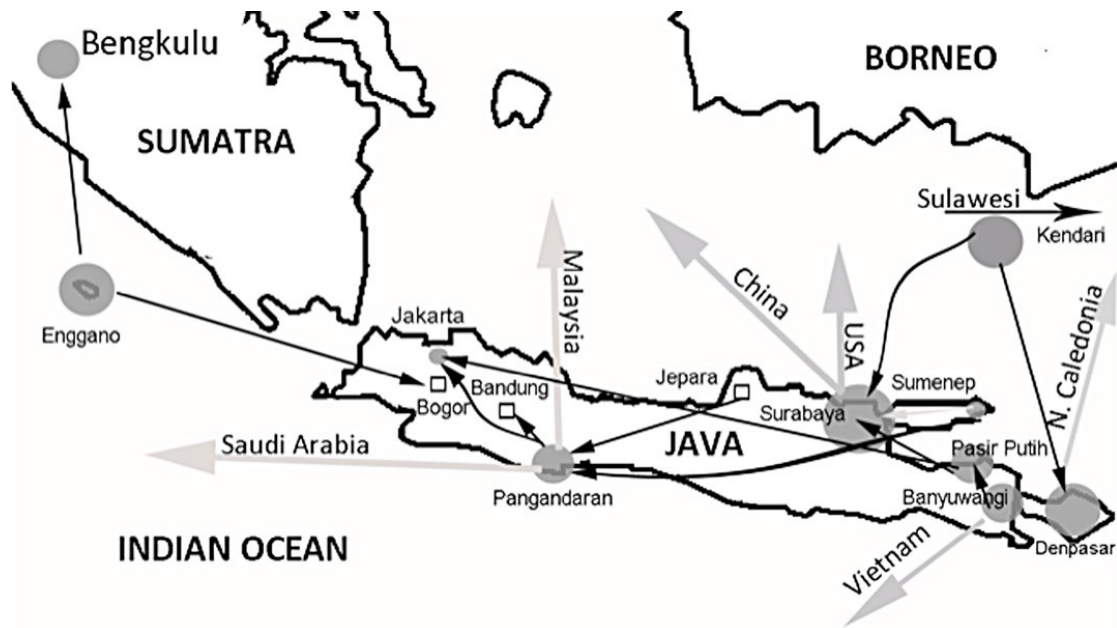 Bengkulu
BORNEO
SUMATRA
Sulawesi
Kendari
Enggano
Jakarta
Malaysia
China
USA
N. Caledonia
Bogor
Bandung
Jepara
Surabaya
Sumenep
Saudi Arabia
JAVA
Pasir Putih
Pangandaran
Banyuwangi
INDIAN OCEAN
Vietnam
Denpasar